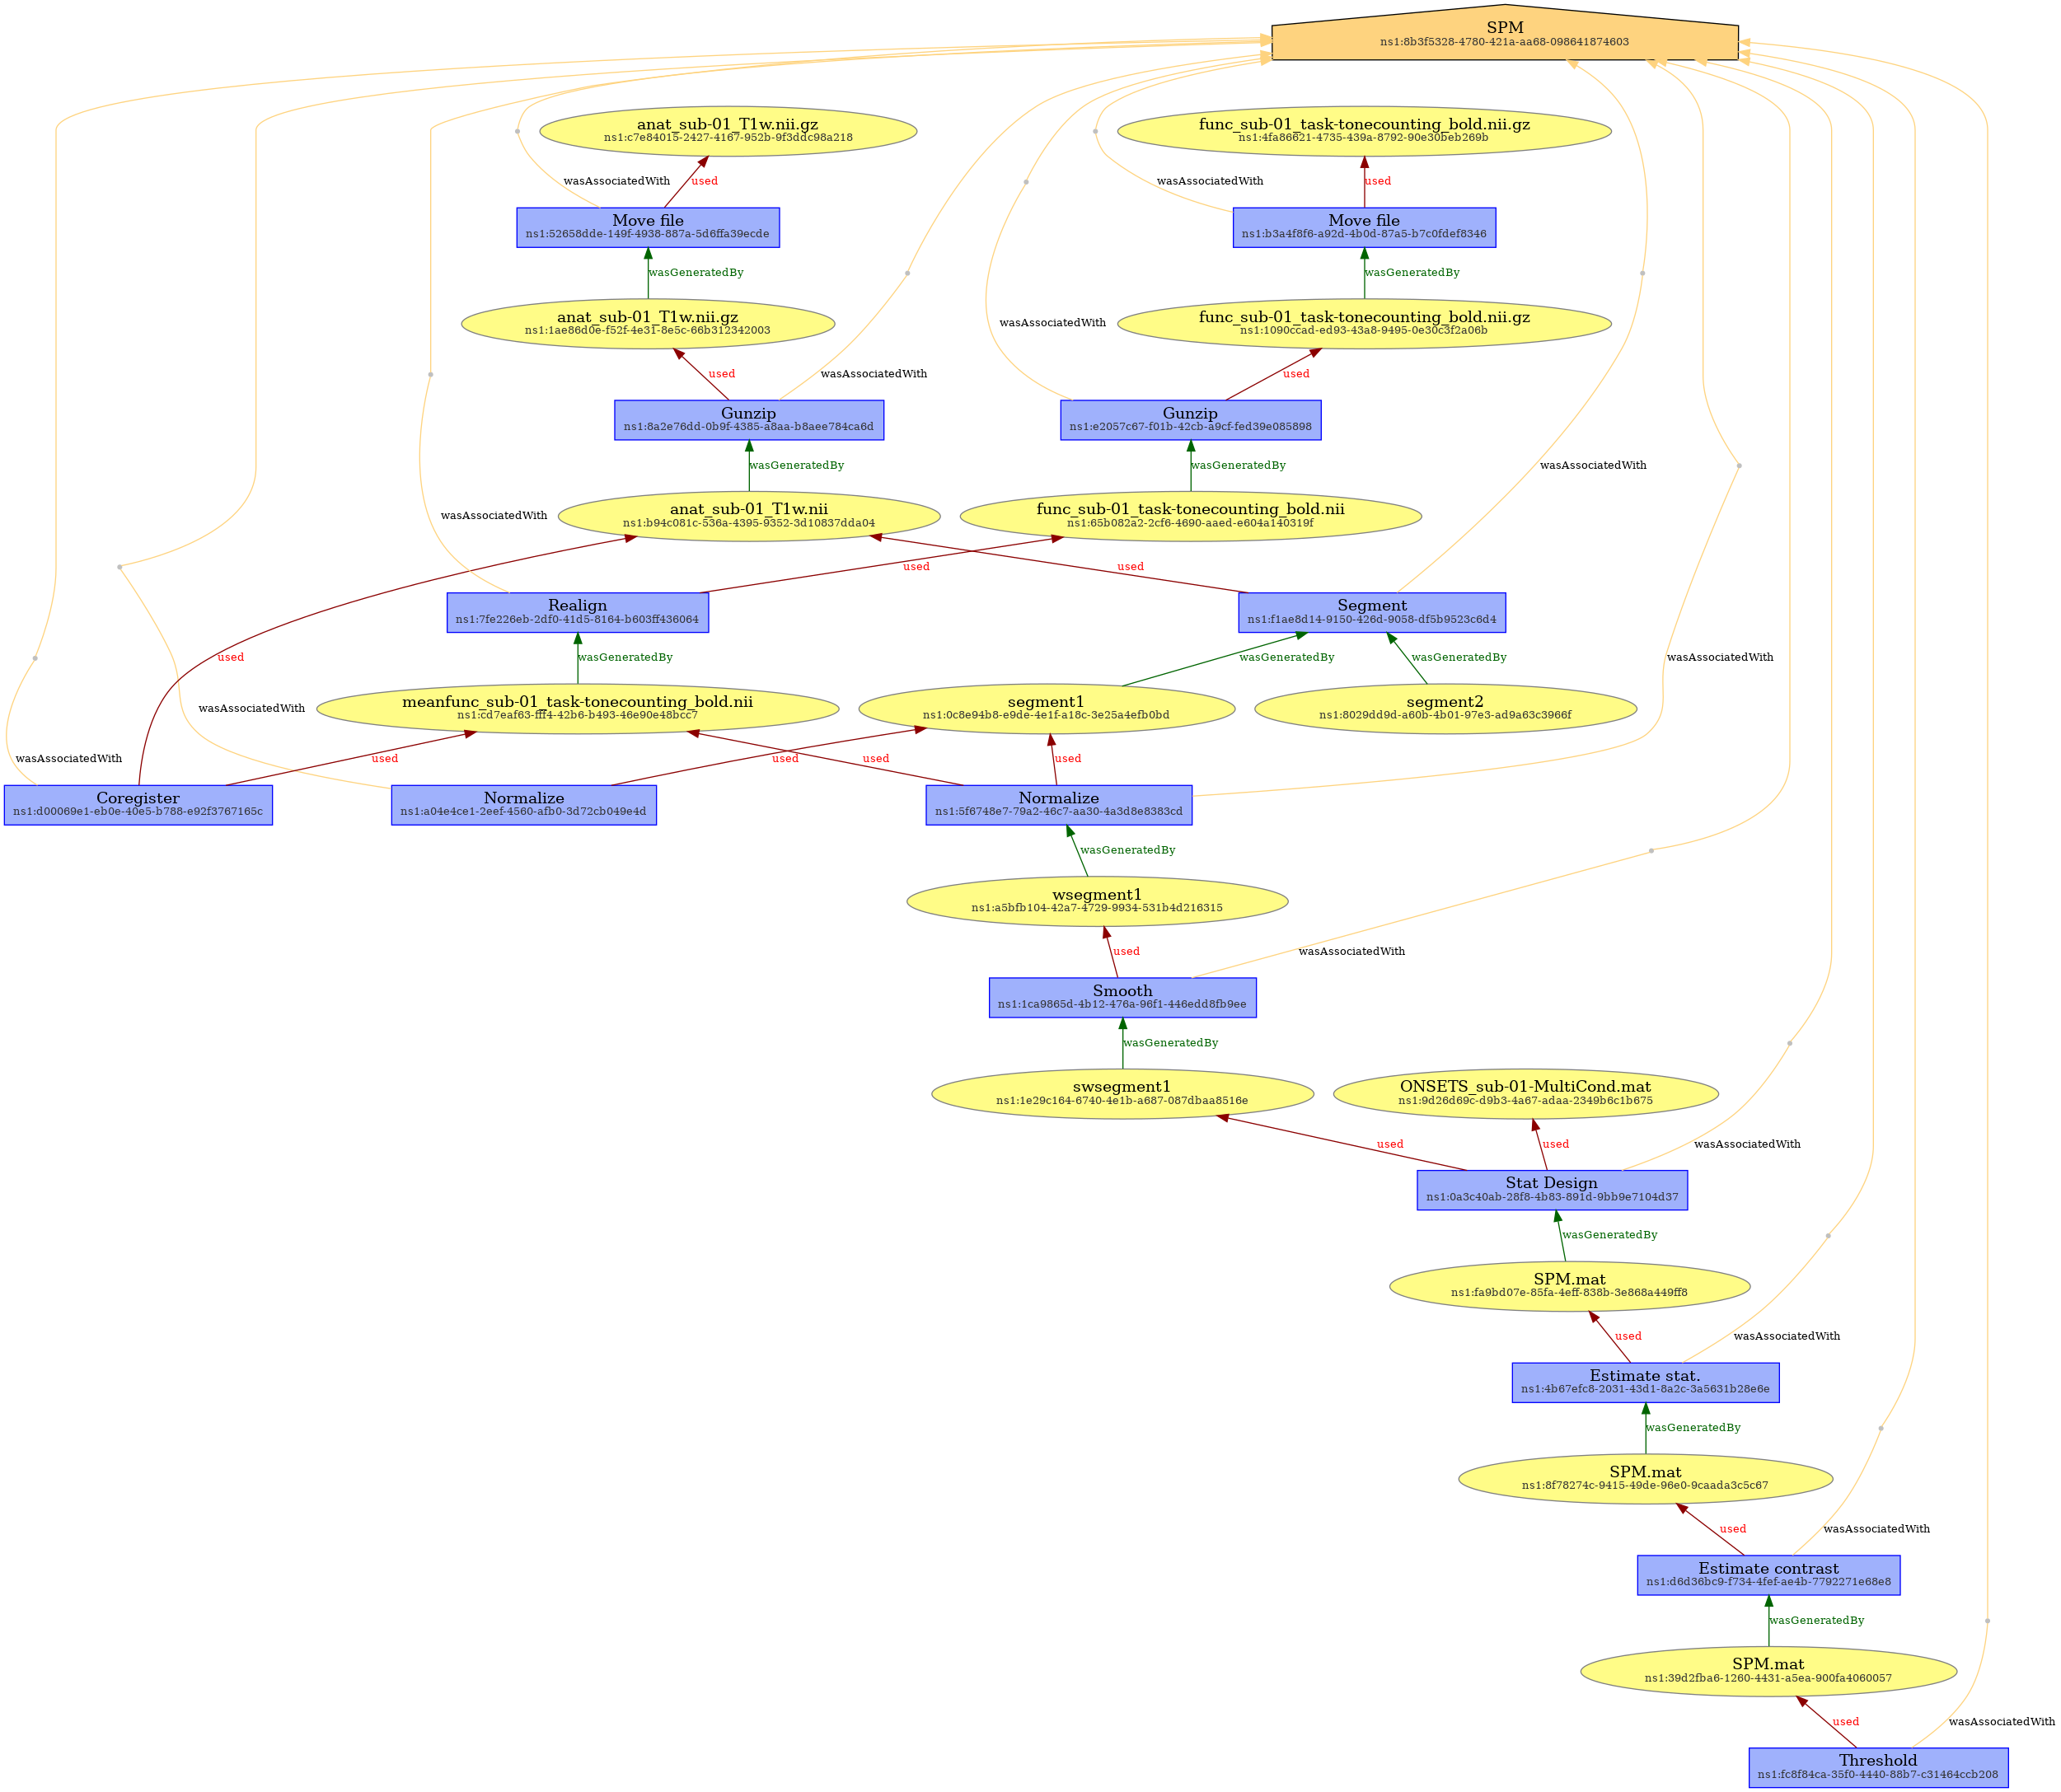 SPM
ns1:8b3f5328-4780-421a-aa68-098641874603
anat_sub-01_T1w.nii.gz
ns1:c7e84015-2427-4167-952b-9f3ddc98a218
func_sub-01_task-tonecounting_bold.nii.gz
ns1:4fa86621-4735-439a-8792-90e30beb269b
wasAssociatedWith
used
wasAssociatedWith
used
Move file
ns1:52658dde-149f-4938-887a-5d6ffa39ecde
Move file
ns1:b3a4f8f6-a92d-4b0d-87a5-b7c0fdef8346
wasGeneratedBy
wasGeneratedBy
anat_sub-01_T1w.nii.gz
ns1:1ae86d0e-f52f-4e31-8e5c-66b312342003
wasAssociatedWith
func_sub-01_task-tonecounting_bold.nii.gz
ns1:1090ccad-ed93-43a8-9495-0e30c3f2a06b
used
wasAssociatedWith
used
Gunzip
ns1:8a2e76dd-0b9f-4385-a8aa-b8aee784ca6d
Gunzip
ns1:e2057c67-f01b-42cb-a9cf-fed39e085898
wasGeneratedBy
wasGeneratedBy
wasAssociatedWith
wasAssociatedWith
anat_sub-01_T1w.nii
ns1:b94c081c-536a-4395-9352-3d10837dda04
func_sub-01_task-tonecounting_bold.nii
ns1:65b082a2-2cf6-4690-aaed-e604a140319f
used
used
Realign
ns1:7fe226eb-2df0-41d5-8164-b603ff436064
Segment
ns1:f1ae8d14-9150-426d-9058-df5b9523c6d4
used
wasGeneratedBy
wasGeneratedBy
wasGeneratedBy
wasAssociatedWith
wasAssociatedWith
meanfunc_sub-01_task-tonecounting_bold.nii
ns1:cd7eaf63-fff4-42b6-b493-46e90e48bcc7
segment1
ns1:0c8e94b8-e9de-4e1f-a18c-3e25a4efb0bd
segment2
ns1:8029dd9d-a60b-4b01-97e3-ad9a63c3966f
wasAssociatedWith
used
used
used
used
Coregister
ns1:d00069e1-eb0e-40e5-b788-e92f3767165c
Normalize
ns1:a04e4ce1-2eef-4560-afb0-3d72cb049e4d
Normalize
ns1:5f6748e7-79a2-46c7-aa30-4a3d8e8383cd
wasGeneratedBy
wsegment1
ns1:a5bfb104-42a7-4729-9934-531b4d216315
used
wasAssociatedWith
Smooth
ns1:1ca9865d-4b12-476a-96f1-446edd8fb9ee
wasGeneratedBy
swsegment1
ns1:1e29c164-6740-4e1b-a687-087dbaa8516e
ONSETS_sub-01-MultiCond.mat
ns1:9d26d69c-d9b3-4a67-adaa-2349b6c1b675
used
used
wasAssociatedWith
Stat Design
ns1:0a3c40ab-28f8-4b83-891d-9bb9e7104d37
wasGeneratedBy
SPM.mat
ns1:fa9bd07e-85fa-4eff-838b-3e868a449ff8
used
wasAssociatedWith
Estimate stat.
ns1:4b67efc8-2031-43d1-8a2c-3a5631b28e6e
wasGeneratedBy
SPM.mat
ns1:8f78274c-9415-49de-96e0-9caada3c5c67
used
wasAssociatedWith
Estimate contrast
ns1:d6d36bc9-f734-4fef-ae4b-7792271e68e8
wasGeneratedBy
SPM.mat
ns1:39d2fba6-1260-4431-a5ea-900fa4060057
used
wasAssociatedWith
Threshold
ns1:fc8f84ca-35f0-4440-88b7-c31464ccb208